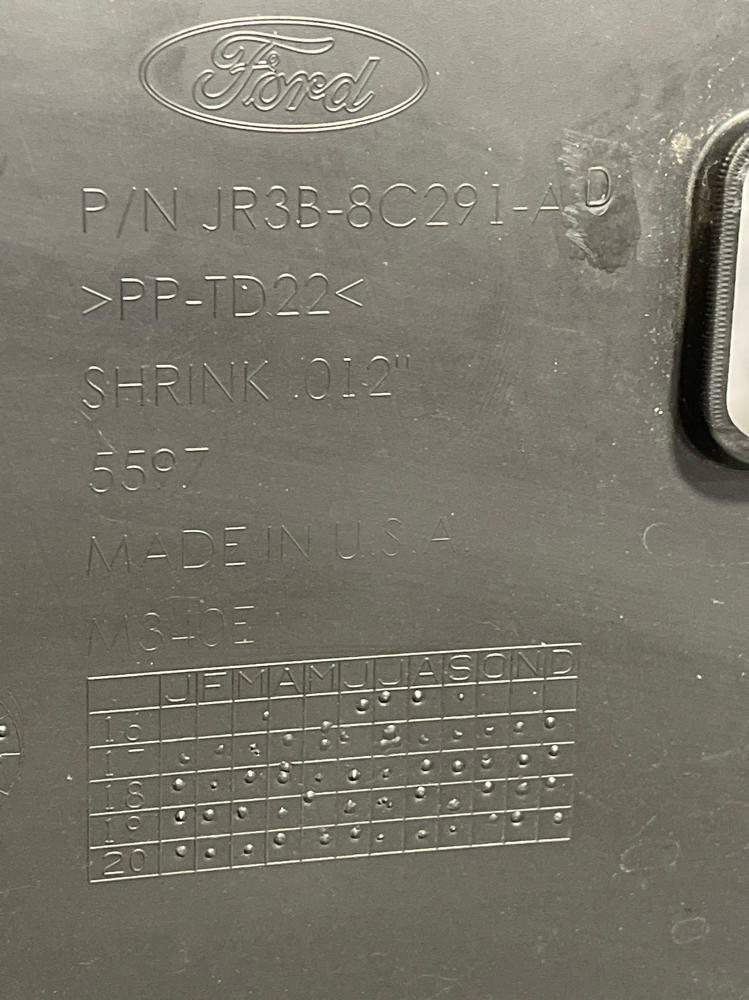 Ford
P/N JR3B-8C291-AD
>PP-TD22<
SHRINK .012"
5597
MADE IN U.S.A.
M340E
J F M A M J J A S O N D
16
17
18
19
20